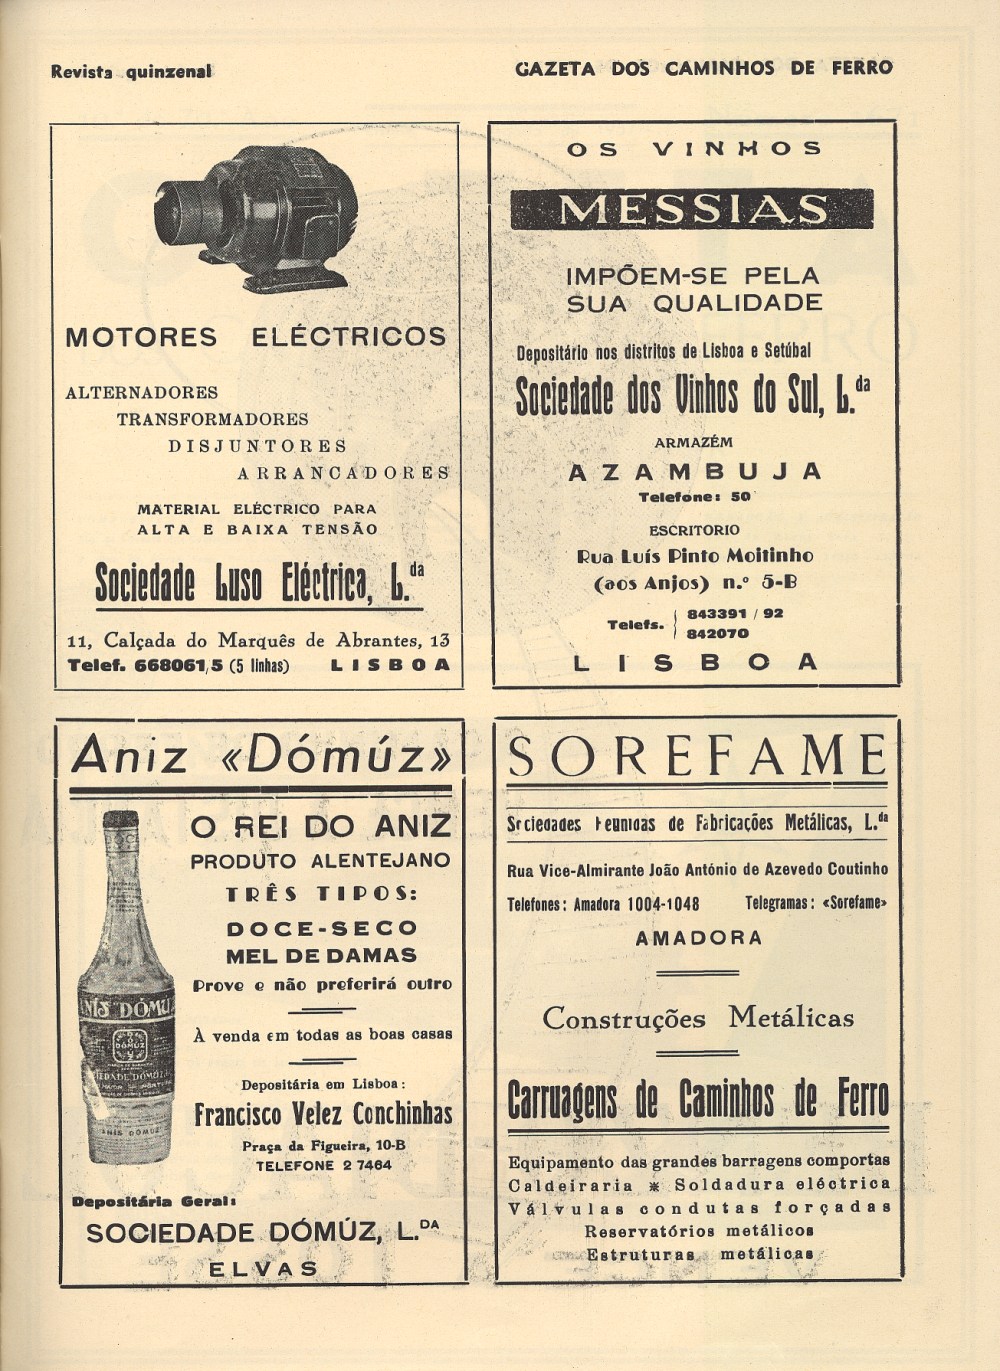 Revista quinzenal
GAZETA DOS CAMINHOS DE FERRO
MOTORES ELÉCTRICOS
ALTERNADORES
TRANSFORMADORES
DISJUNTORES
ARRANCADORES
MATERIAL ELÉCTRICO PARA
ALTA E BAIXA TENSÃO
Sociedade Luso Eléctrica, L.da
11, Calçada do Marquês de Abrantes, 13
Telef. 668061/5 (5 linhas) LISBOA
OS VINHOS
MESSIAS
IMPÕEM-SE PELA
SUA QUALIDADE
Depositário nos distritos de Lisboa e Setúbal
Sociedade dos Vinhos do Sul, L.da
ARMAZÉM
AZAMBUJA
Telefone: 50
ESCRITORIO
Rua Luís Pinto Moitinho
(aos Anjos) n.º 5-B
Telefs. { 843391 / 92
842070
LISBOA
Aniz «Dómúz»
O REI DO ANIZ
PRODUTO ALENTEJANO
TRÊS TIPOS:
DOCE-SECO
MEL DE DAMAS
Prove e não preferirá outro
À venda em todas as boas casas
Depositária em Lisboa:
Francisco Velez Conchinhas
Praça da Figueira, 10-B
TELEFONE 2 7464
DOCE
ANÍS DÓMÚ
DÓMÚZ
ANÍS DÓMÚZ
Depositária Geral:
SOCIEDADE DÓMÚZ, L.DA
ELVAS
SOREFAME
Sociedades Reunidas de Fabricações Metálicas, L.da
Rua Vice-Almirante João António de Azevedo Coutinho
Telefones: Amadora 1004-1048 Telegramas: «Sorefame»
AMADORA
Construções Metálicas
Carruagens de Caminhos de Ferro
Equipamento das grandes barragens comportas
Caldeiraria * Soldadura eléctrica
Válvulas condutas forçadas
Reservatórios metálicos
Estruturas metálicas